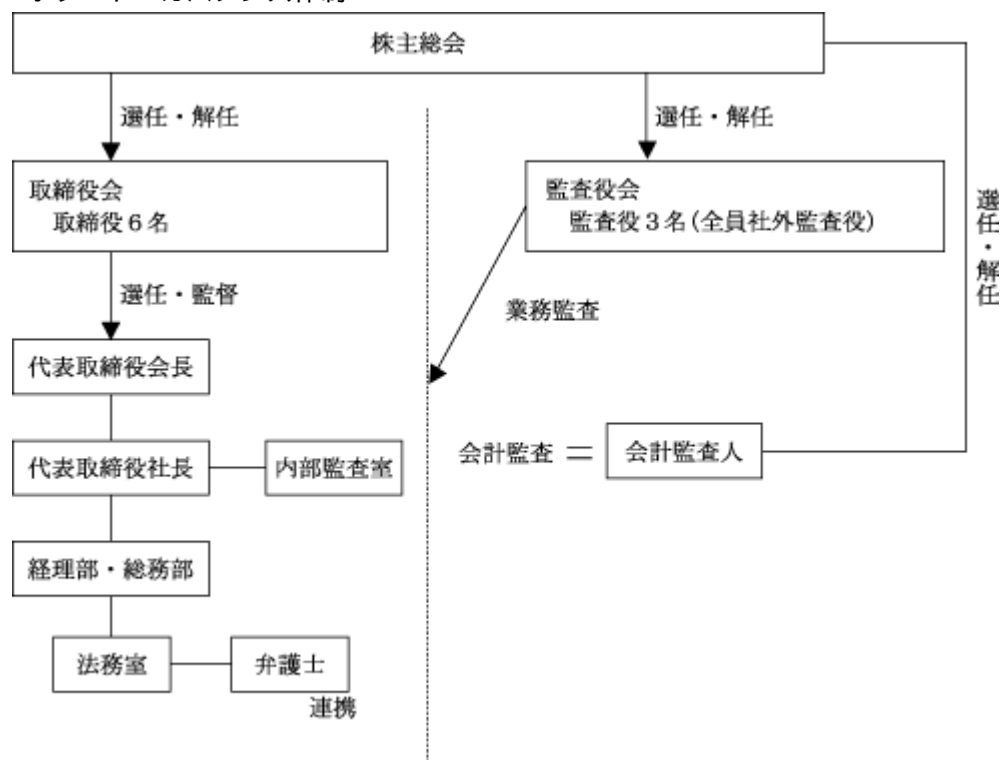 株主総会
選任・解任
選任・解任
取締役会
取締役6名
監査役会
監査役3名(全員社外監査役)
選任・解任
選任・監督
業務監査
代表取締役会長
代表取締役社長
内部監査室
会計監査 =
会計監査人
経理部・総務部
法務室
弁護士
連携